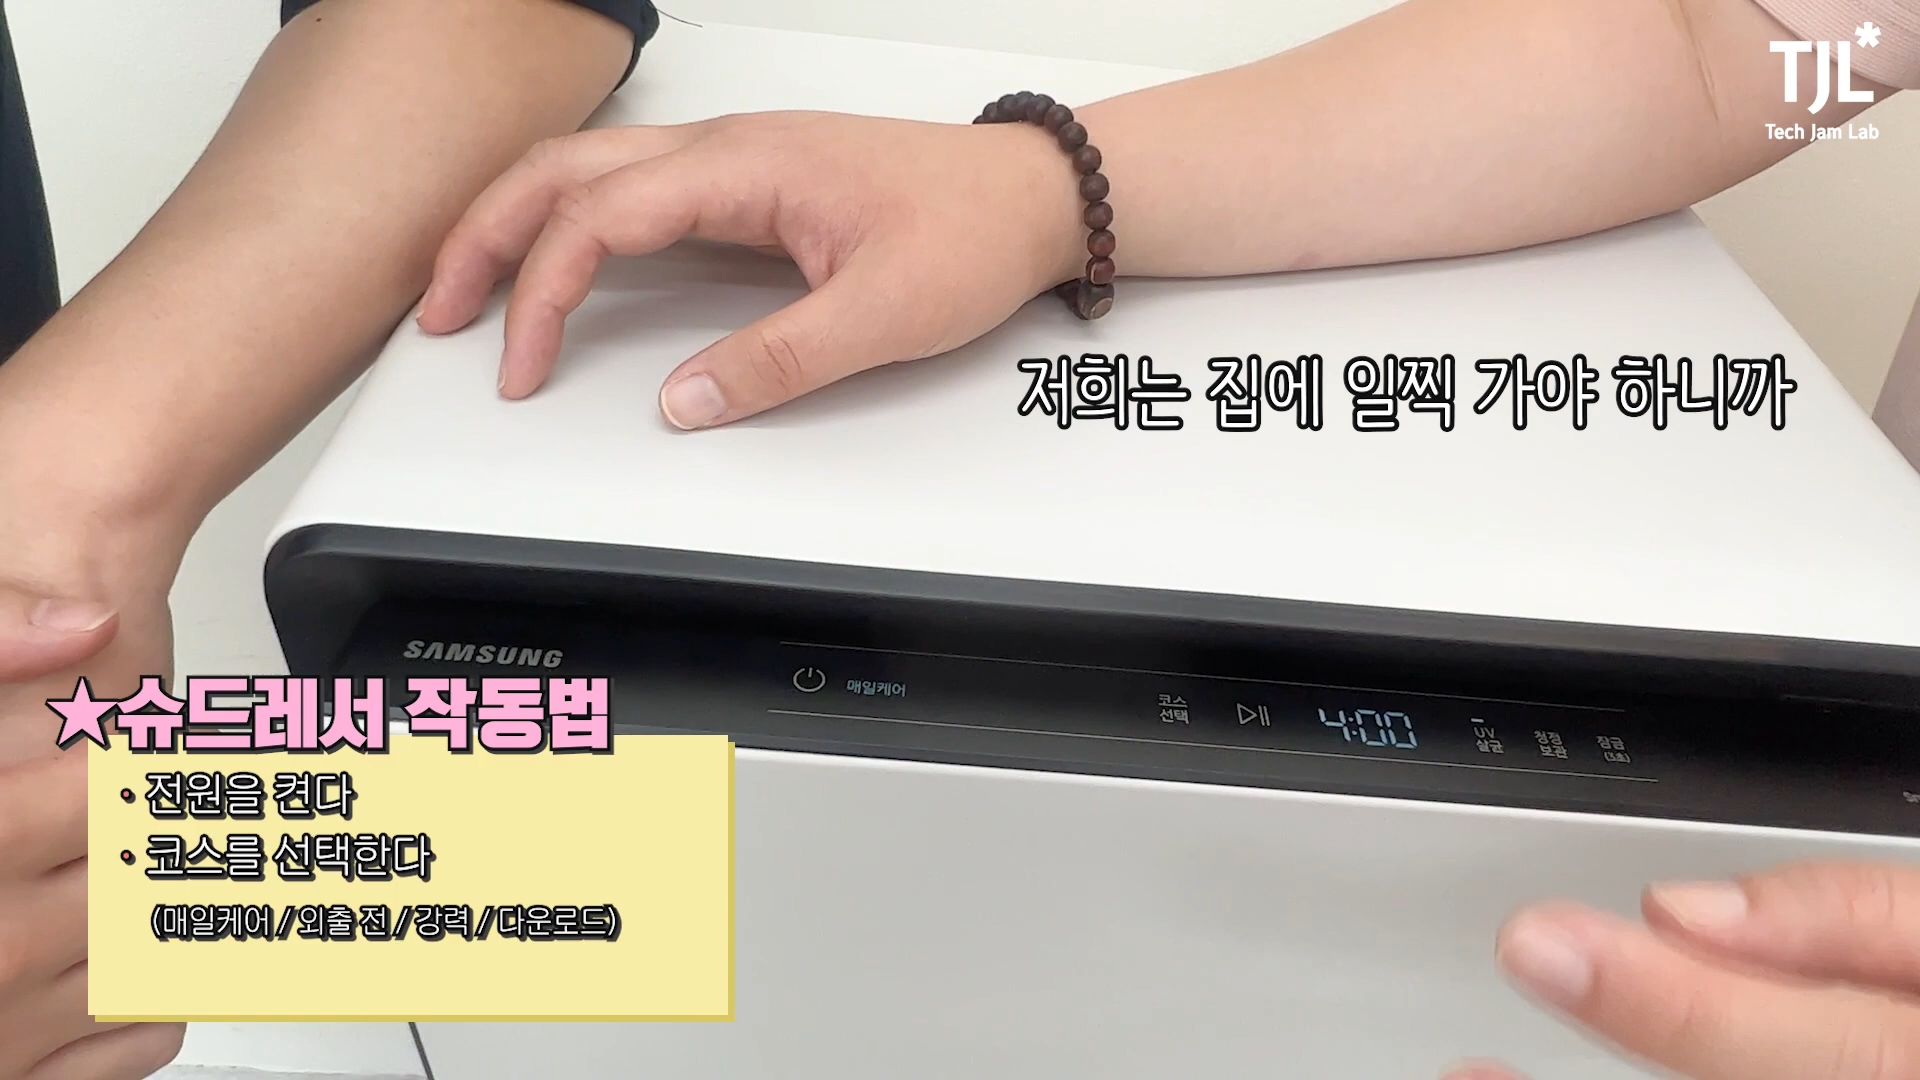 TJL*
Tech Jam Lab
저희는 집에 일찍 가야 하니까
SAMSUNG
매일케어
코스
선택
4:00
UV
살균
청정
보관
잠금
(3초)
★슈드레서 작동법
• 전원을 켠다
• 코스를 선택한다
(매일케어 / 외출 전 / 강력 / 다운로드)